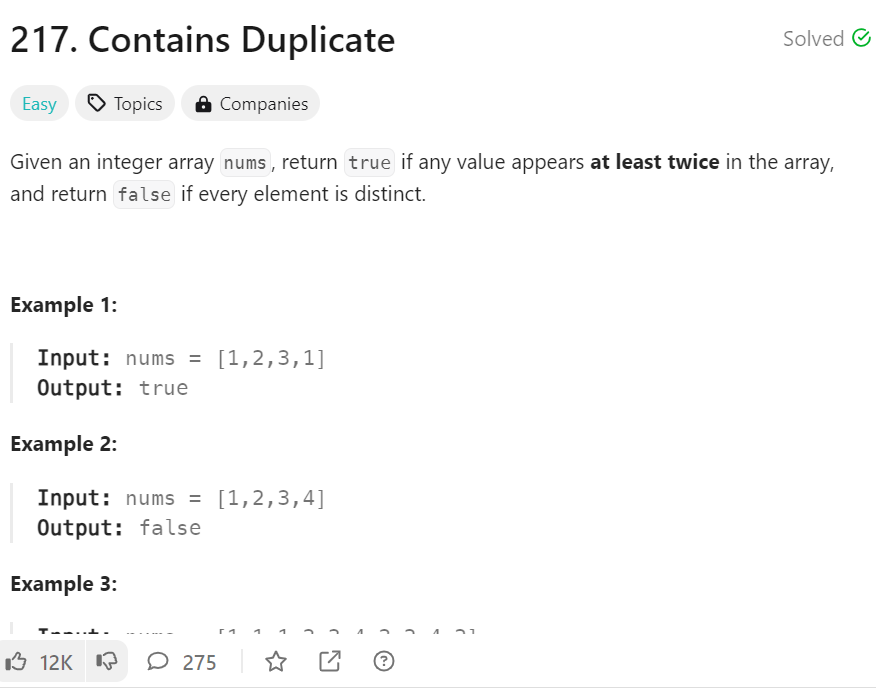 217. Contains Duplicate
Solved
Easy
Topics
Companies
Given an integer array nums, return true if any value appears at least twice in the array,
and return false if every element is distinct.
Example 1:
Input: nums = [1,2,3,1]
Output: true
Example 2:
Input: nums = [1,2,3,4]
Output: false
Example 3:
12K
275